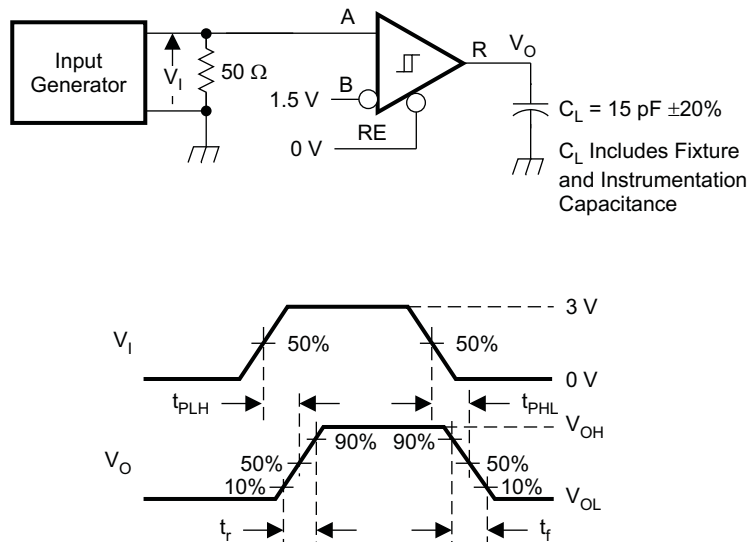 Input
Generator
V_I
50 Ω
A
B
1.5 V
RE
0 V
R
V_O
C_L = 15 pF ±20%
C_L Includes Fixture
and Instrumentation
Capacitance
3 V
V_I
50%
50%
0 V
t_PLH
t_PHL
V_OH
90%
90%
V_O
50%
50%
10%
10%
V_OL
t_r
t_f